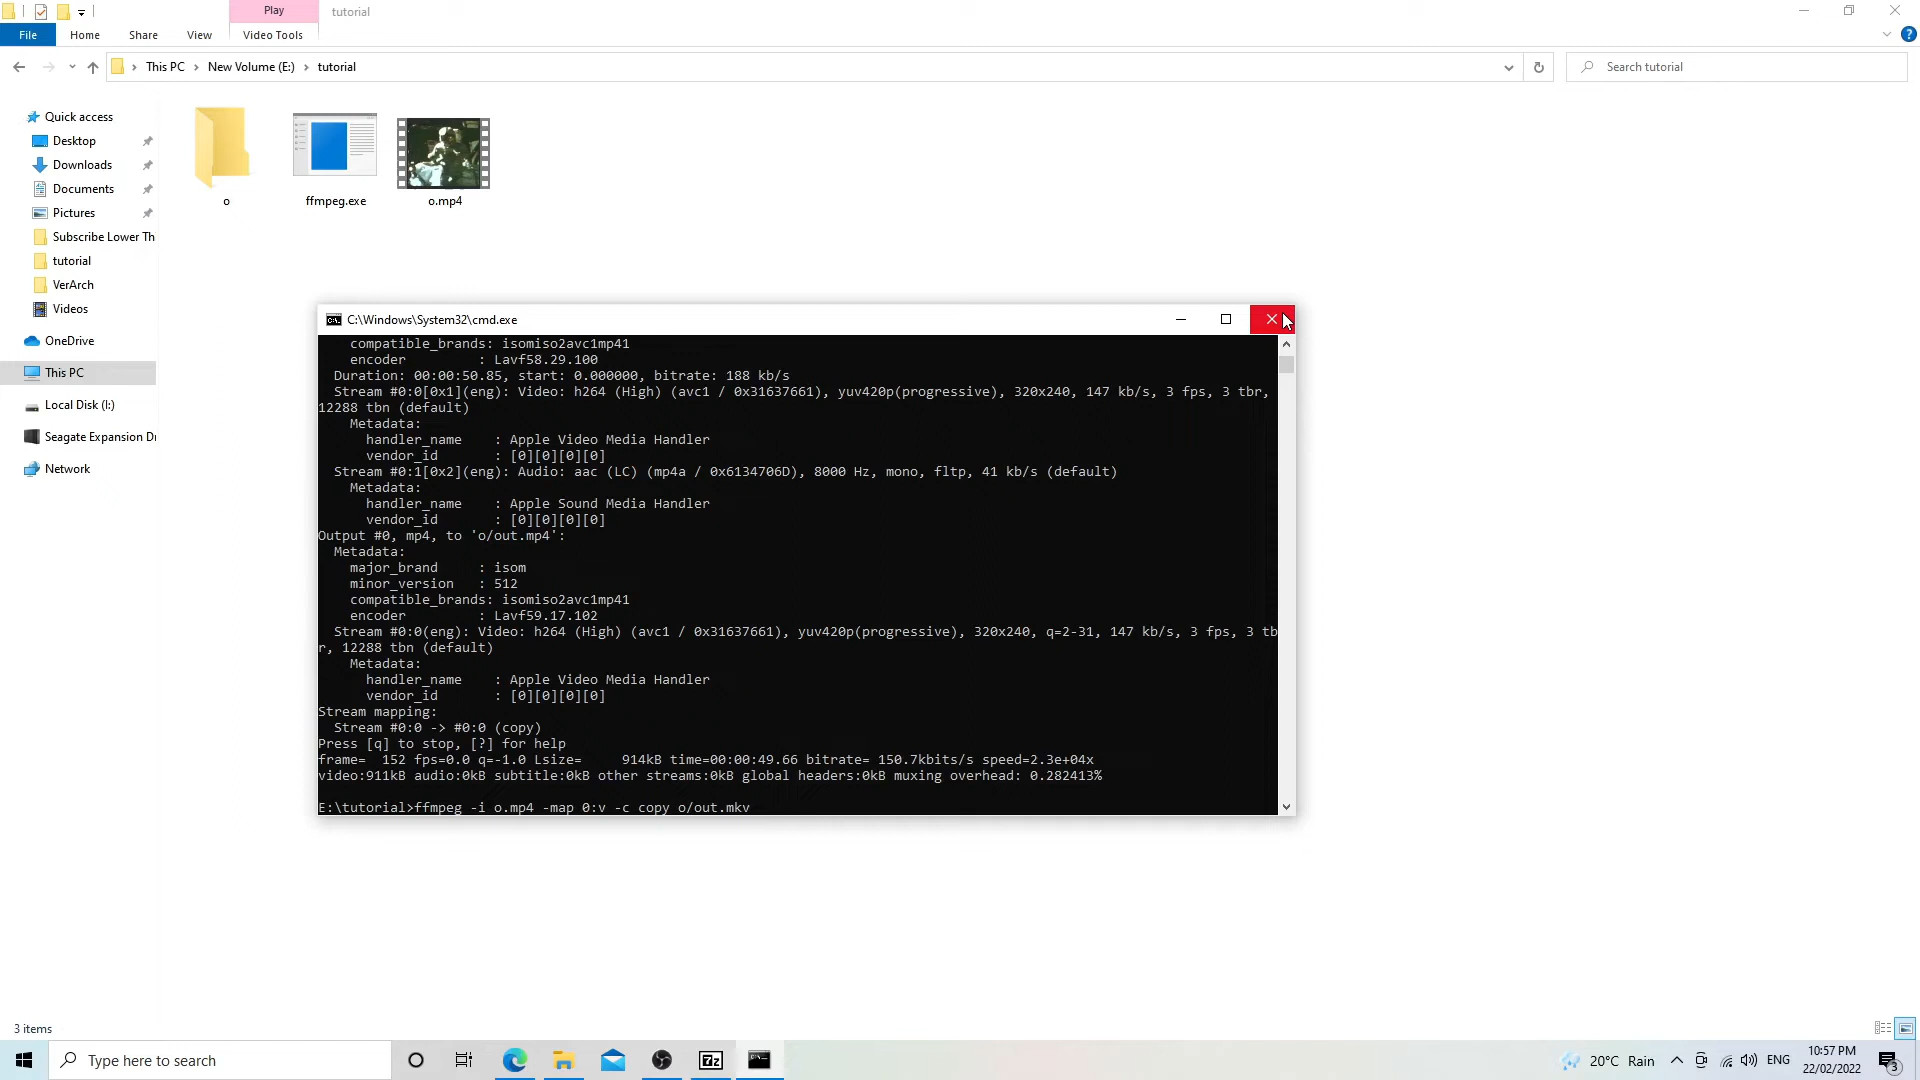 Play
tutorial
File
Home
Share
View
Video Tools
This PC
New Volume (E:)
tutorial
Search tutorial
Quick access
Desktop
Downloads
Documents
Pictures
Subscribe Lower Th
tutorial
VerArch
Videos
OneDrive
This PC
Local Disk (I:)
Seagate Expansion Dr
Network
o
ffmpeg.exe
o.mp4
C:\Windows\System32\cmd.exe
compatible_brands: isomiso2avc1mp41
encoder : Lavf58.29.100
Duration: 00:00:50.85, start: 0.000000, bitrate: 188 kb/s
Stream #0:0[0x1](eng): Video: h264 (High) (avc1 / 0x31637661), yuv420p(progressive), 320x240, 147 kb/s, 3 fps, 3 tbr,
12288 tbn (default)
Metadata:
handler_name : Apple Video Media Handler
vendor_id : [0][0][0][0]
Stream #0:1[0x2](eng): Audio: aac (LC) (mp4a / 0x6134706D), 8000 Hz, mono, fltp, 41 kb/s (default)
Metadata:
handler_name : Apple Sound Media Handler
vendor_id : [0][0][0][0]
Output #0, mp4, to 'o/out.mp4':
Metadata:
major_brand : isom
minor_version : 512
compatible_brands: isomiso2avc1mp41
encoder : Lavf59.17.102
Stream #0:0(eng): Video: h264 (High) (avc1 / 0x31637661), yuv420p(progressive), 320x240, q=2-31, 147 kb/s, 3 fps, 3 tb
r, 12288 tbn (default)
Metadata:
handler_name : Apple Video Media Handler
vendor_id : [0][0][0][0]
Stream mapping:
Stream #0:0 -> #0:0 (copy)
Press [q] to stop, [?] for help
frame= 152 fps=0.0 q=-1.0 Lsize= 914kB time=00:00:49.66 bitrate= 150.7kbits/s speed=2.3e+04x
video:911kB audio:0kB subtitle:0kB other streams:0kB global headers:0kB muxing overhead: 0.282413%
E:\tutorial>ffmpeg -i o.mp4 -map 0:v -c copy o/out.mkv
3 items
Type here to search
7z
20°C Rain
ENG
10:57 PM
22/02/2022
3